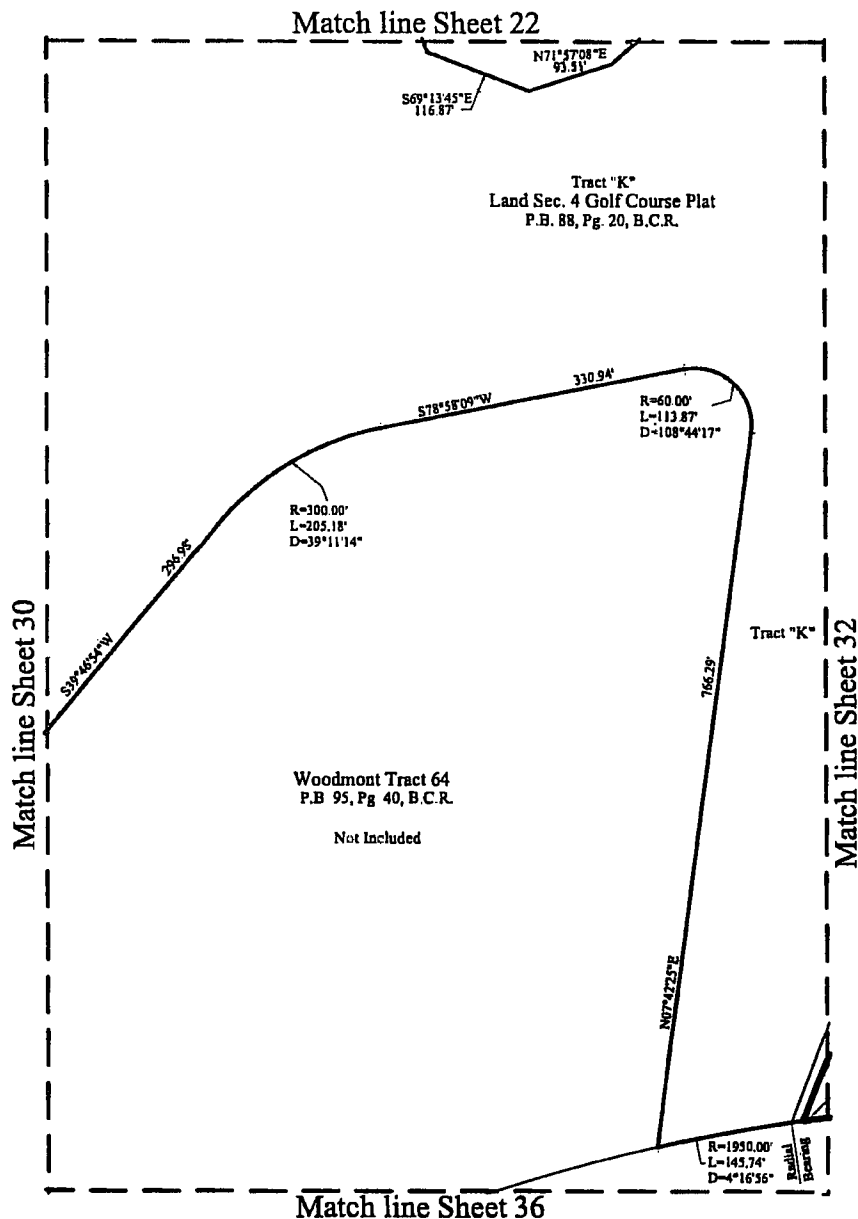 Match line Sheet 22
N71°57'08"E
93.51'
S69°13'45"E
116.87'
Tract "K"
Land Sec. 4 Golf Course Plat
P.B. 88, Pg. 20, B.C.R.
330.94'
S78°58'09"W
R=60.00'
L=113.87'
D=108°44'17"
R=300.00'
L=205.18'
D=39°11'14"
296.95'
S39°46'54"W
Match line Sheet 30
Tract "K"
Match line Sheet 32
766.29'
Woodmont Tract 64
P.B 95, Pg 40, B.C.R.
Not Included
N07°42'25"E
R=1950.00'
L=145.74'
D=4°16'56"
Radial
Bearing
Match line Sheet 36